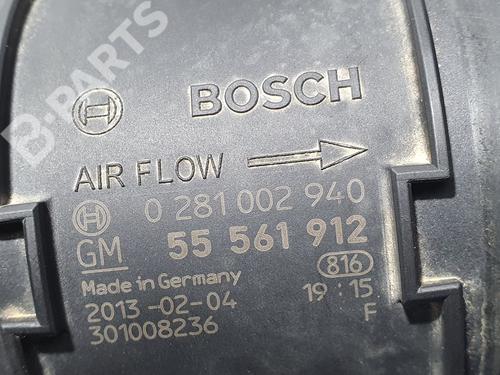 B-PARTS
BOSCH
AIR FLOW
0 281 002 940
GM 55 561 912
Made in Germany 816
2013-02-04 19:15
301008236 F